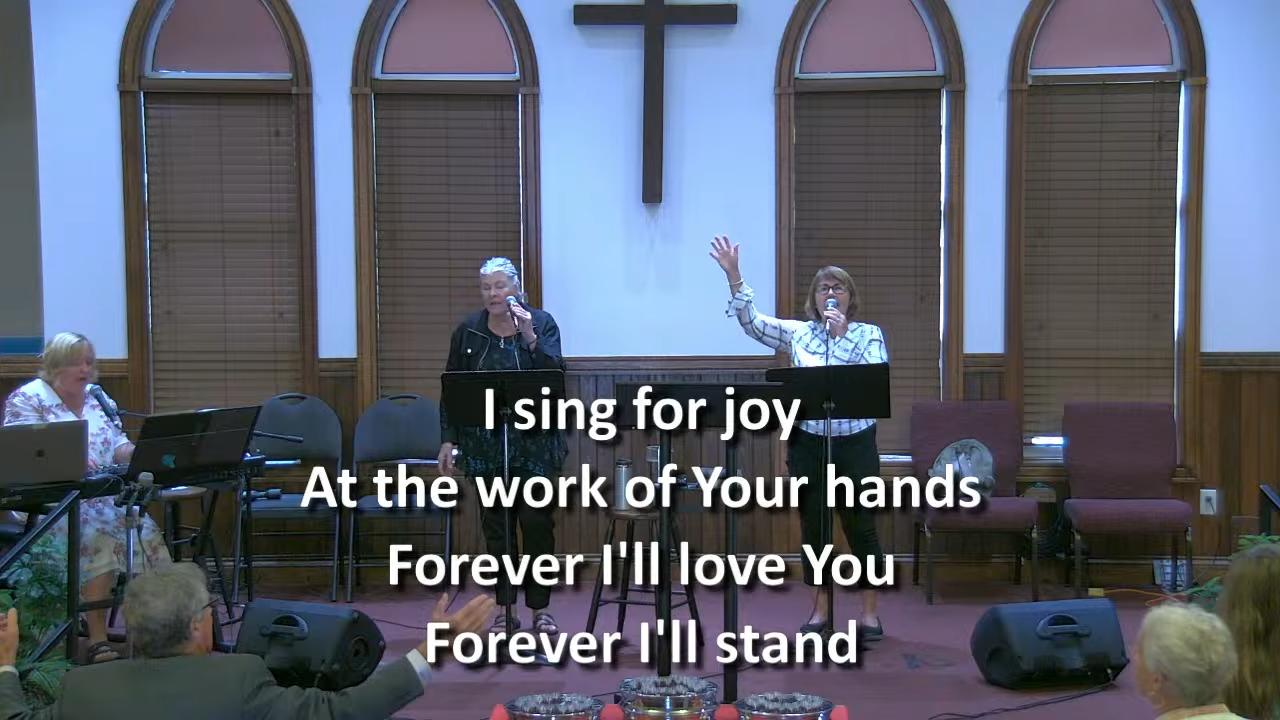 I sing for joy
At the work of Your hands
Forever I'll love You
Forever I'll stand